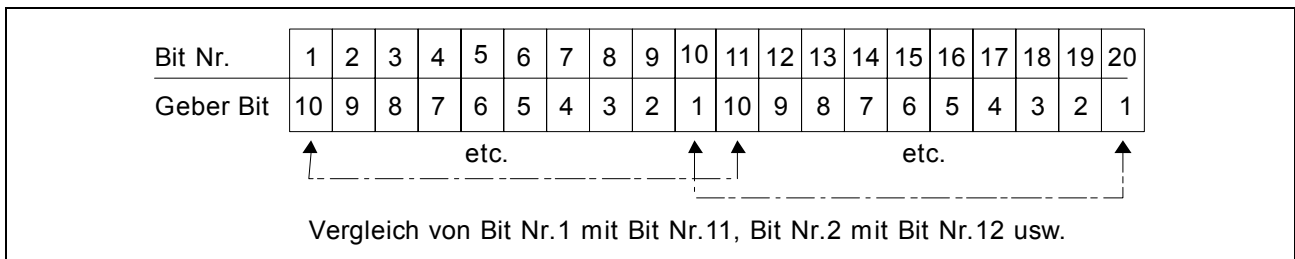 Bit Nr. 1 2 3 4 5 6 7 8 9 10 11 12 13 14 15 16 17 18 19 20
Geber Bit 10 9 8 7 6 5 4 3 2 1 10 9 8 7 6 5 4 3 2 1
etc. etc.
Vergleich von Bit Nr.1 mit Bit Nr.11, Bit Nr.2 mit Bit Nr.12 usw.